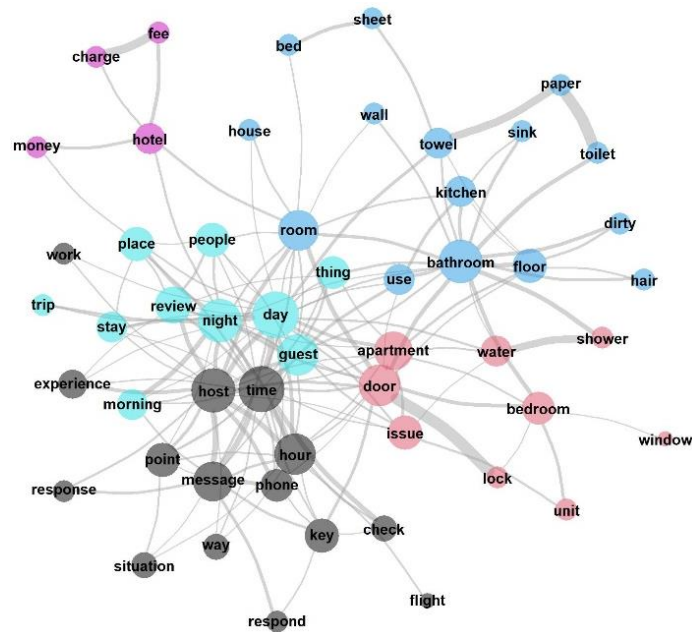 sheet
fee
bed
charge
paper
house
wall
sink
towel
toilet
money
hotel
kitchen
room
dirty
people
place
work
bathroom
floor
thing
use
hair
trip
review
night
day
stay
shower
guest
apartment
water
experience
host
time
door
morning
bedroom
issue
window
point
hour
message
phone
lock
response
unit
key
check
way
situation
flight
respond